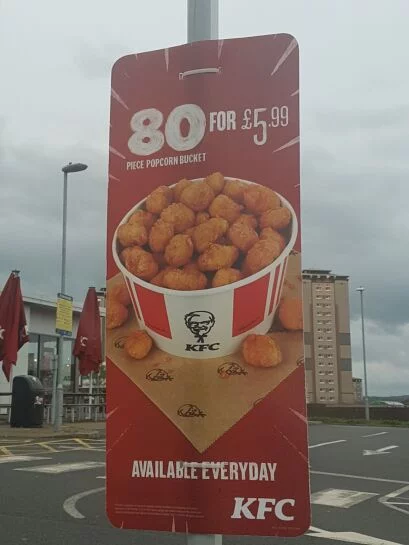 80 FOR £5.99
PIECE POPCORN BUCKET
KFC
AVAILABLE EVERYDAY
KFC